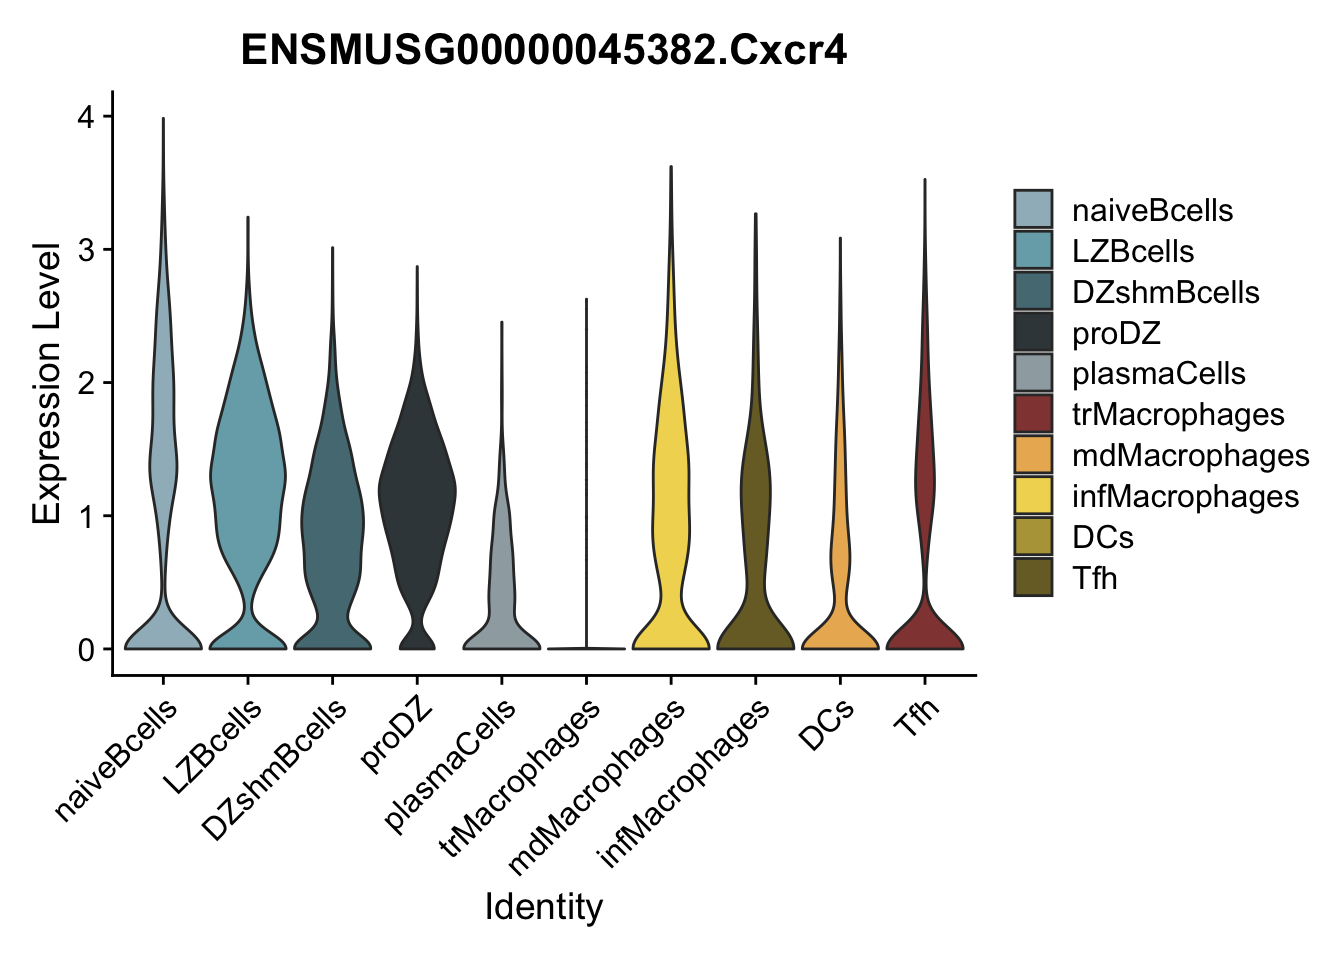 ENSMUSG00000045382.Cxcr4
Expression Level
4
3
2
1
0
naiveBcells
LZBcells
DZshmBcells
proDZ
plasmaCells
trMacrophages
mdMacrophages
infMacrophages
DCs
Tfh
Identity
naiveBcells
LZBcells
DZshmBcells
proDZ
plasmaCells
trMacrophages
mdMacrophages
infMacrophages
DCs
Tfh